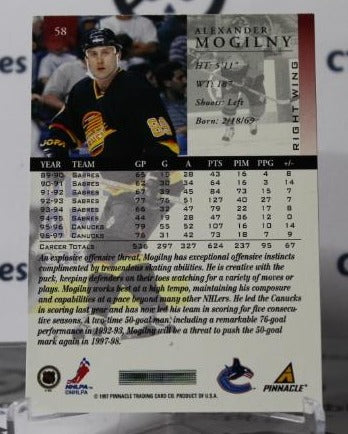 58
ALEXANDER
MOGILNY
HT: 5'11"
WT: 187
Shoots: Left
Born: 2/18/69
RIGHT WING
89
JOFA
YEAR TEAM GP G A PTS PIM PPG +/-
89-90 SABRES 65 15 28 43 16 4 8
90-91 SABRES 62 30 34 64 16 3 14
91-92 SABRES 67 39 45 84 73 15 7
92-93 SABRES 77 76 51 127 40 27 7
93-94 SABRES 66 32 47 79 22 17 8
94-95 SABRES 44 19 28 47 36 12 0
95-96 CANUCKS 79 55 52 107 16 10 14
96-97 CANUCKS 76 31 42 73 18 7 9
CAREER TOTALS 536 297 327 624 237 95 67
An explosive offensive threat, Mogilny has exceptional offensive instincts
complimented by tremendous skating abilities. He is creative with the
park, keeping defenders on their toes watching for a variety of moves or
plays. Mogilny works best at a high tempo, maintaining his composure
and capabilities at a pace beyond many other NHLers. He led the Canucks
in scoring last year and has now led his team in scoring for five consecu-
tive seasons. A two-time 50-goal man, including a remarkable 76-goal
performance in 1992-93, Mogilny will be a threat to push the 50-goal
mark again in 1997-98.
NHLPA
PINNACLE
© 1997 PINNACLE TRADING CARD CO. PRODUCT OF U.S.A.